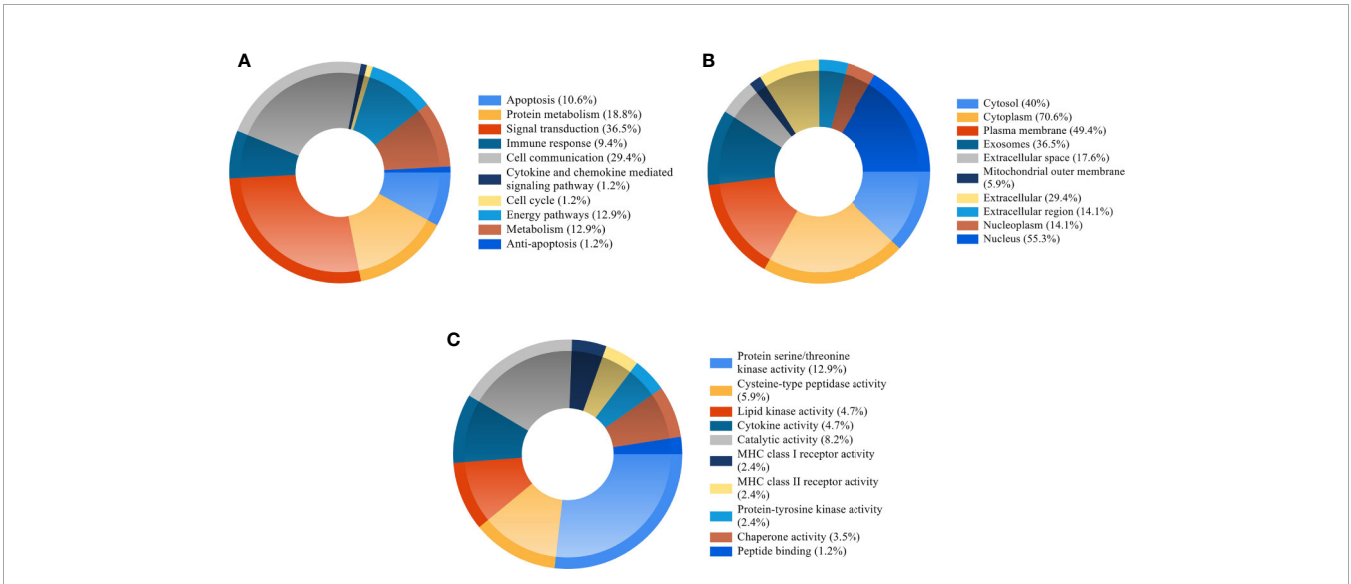 A
Apoptosis (10.6%)
Protein metabolism (18.8%)
Signal transduction (36.5%)
Immune response (9.4%)
Cell communication (29.4%)
Cytokine and chemokine mediated
signaling pathway (1.2%)
Cell cycle (1.2%)
Energy pathways (12.9%)
Metabolism (12.9%)
Anti-apoptosis (1.2%)
B
Cytosol (40%)
Cytoplasm (70.6%)
Plasma membrane (49.4%)
Exosomes (36.5%)
Extracellular space (17.6%)
Mitochondrial outer membrane
(5.9%)
Extracellular (29.4%)
Extracellular region (14.1%)
Nucleoplasm (14.1%)
Nucleus (55.3%)
C
Protein serine/threonine
kinase activity (12.9%)
Cysteine-type peptidase activity
(5.9%)
Lipid kinase activity (4.7%)
Cytokine activity (4.7%)
Catalytic activity (8.2%)
MHC class I receptor activity
(2.4%)
MHC class II receptor activity
(2.4%)
Protein-tyrosine kinase activity
(2.4%)
Chaperone activity (3.5%)
Peptide binding (1.2%)